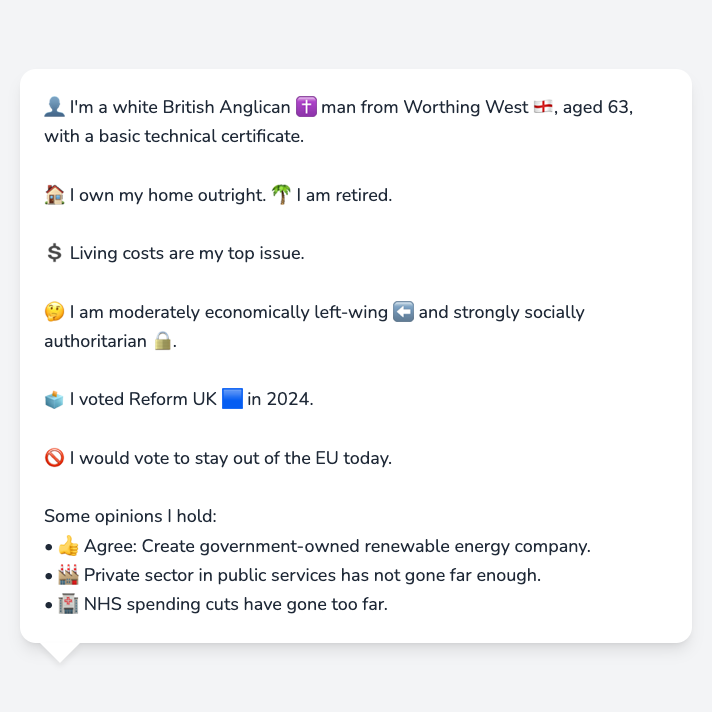 👤 I'm a white British Anglican ✝️ man from Worthing West 🏴󠁧󠁢󠁥󠁮󠁧󠁿, aged 63,
with a basic technical certificate.
🏠 I own my home outright. 🌴 I am retired.
💲 Living costs are my top issue.
🤔 I am moderately economically left-wing ⬅️ and strongly socially
authoritarian 🔒.
🗳️ I voted Reform UK 🟦 in 2024.
🚫 I would vote to stay out of the EU today.
Some opinions I hold:
• 👍 Agree: Create government-owned renewable energy company.
• 🏭 Private sector in public services has not gone far enough.
• 🏥 NHS spending cuts have gone too far.